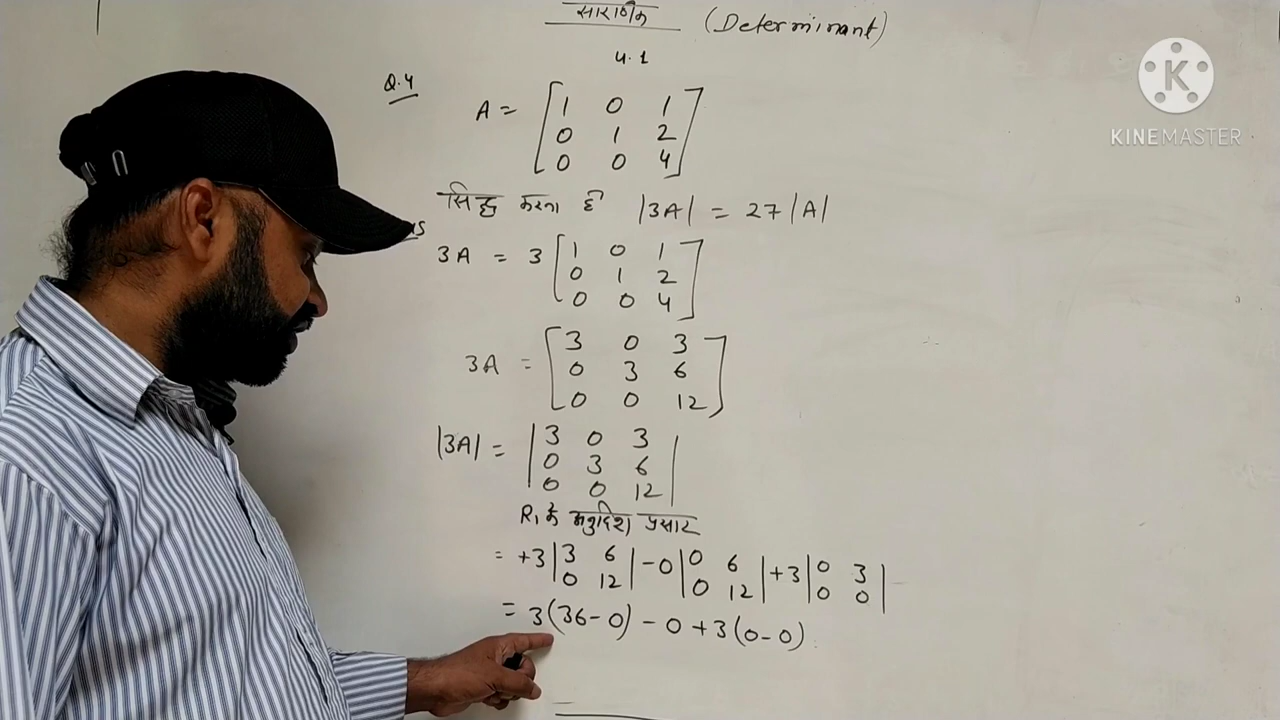 सारणिक (Determinant)
4.1
Q.4
A = [1 0 1
0 1 2
0 0 4]
सिद्ध करना है |3A| = 27|A|
3A = 3 [1 0 1
0 1 2
0 0 4]
3A = [3 0 3
0 3 6
0 0 12]
|3A| = |3 0 3
0 3 6
0 0 12|
R₁ के अनुदिश प्रसार
= +3 |3 6 0 12| - 0 |0 6 0 12| + 3 |0 3 0 0|
= 3(36-0) - 0 + 3(0-0)
K
KINEMASTER